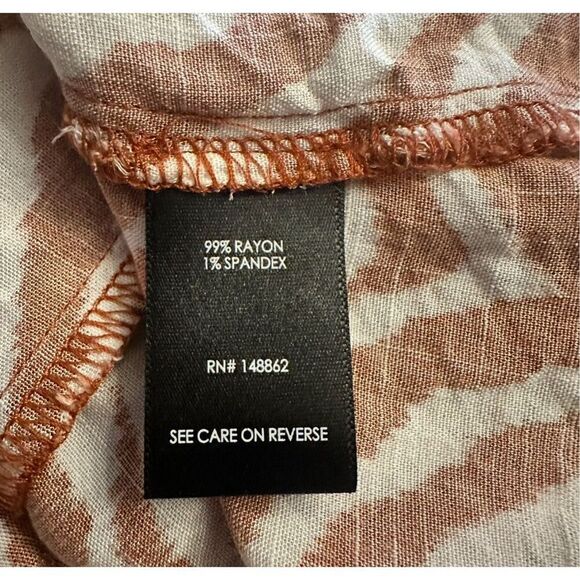 99% RAYON
1% SPANDEX
RN# 148862
SEE CARE ON REVERSE